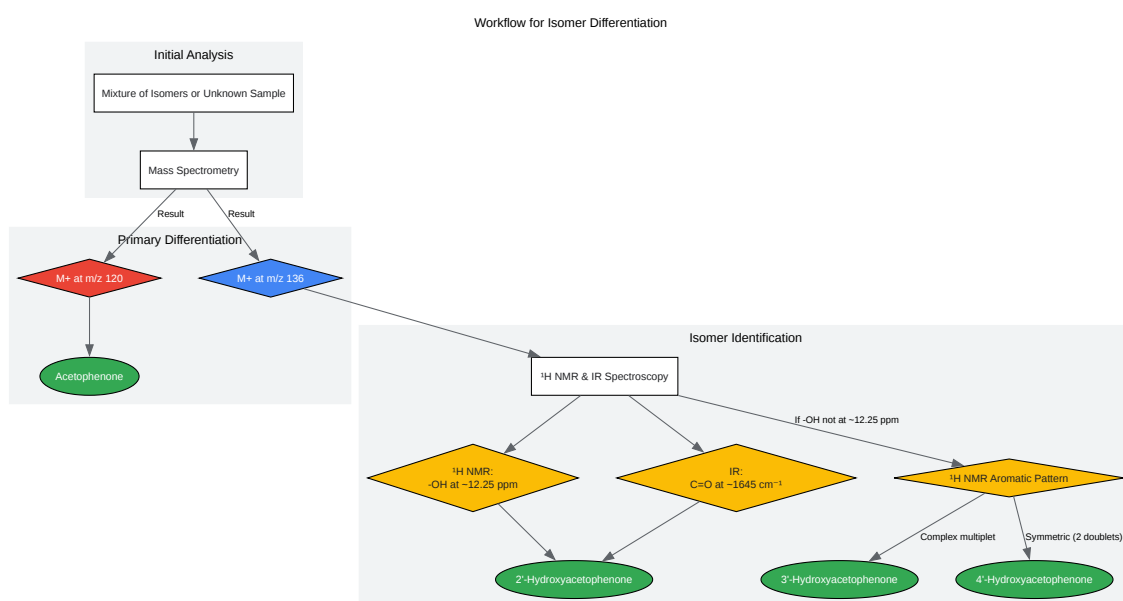 Workflow for Isomer Differentiation
Initial Analysis
Mixture of Isomers or Unknown Sample
Mass Spectrometry
Result
Result
Primary Differentiation
M+ at m/z 120
M+ at m/z 136
Acetophenone
Isomer Identification
¹H NMR & IR Spectroscopy
If -OH not at ~12.25 ppm
¹H NMR:
-OH at ~12.25 ppm
IR:
C=O at ~1645 cm⁻¹
¹H NMR Aromatic Pattern
Complex multiplet
Symmetric (2 doublets)
2'-Hydroxyacetophenone
3'-Hydroxyacetophenone
4'-Hydroxyacetophenone